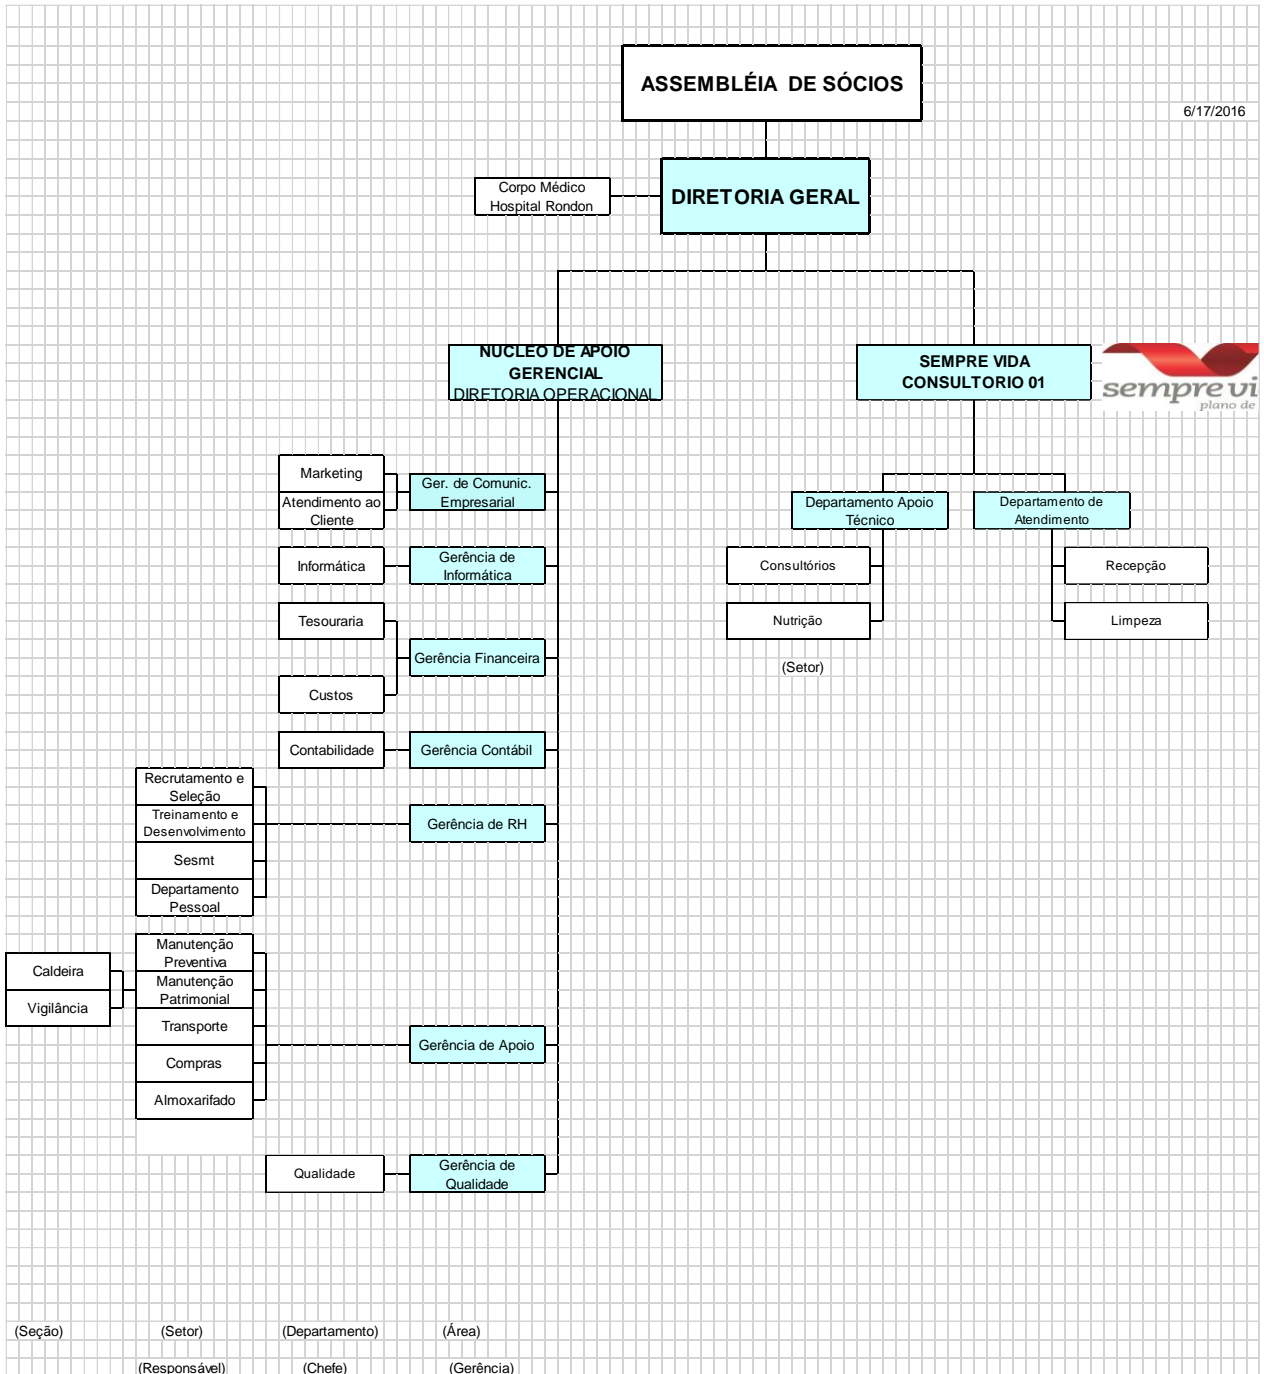 ASSEMBLÉIA DE SÓCIOS
6/17/2016
Corpo Médico
Hospital Rondon
DIRETORIA GERAL
NUCLEO DE APOIO
GERENCIAL
DIRETORIA OPERACIONAL
SEMPRE VIDA
CONSULTORIO 01
sempre vi
plano de
Marketing
Atendimento ao
Cliente
Ger. de Comunic.
Empresarial
Departamento Apoio
Técnico
Departamento de
Atendimento
Informática
Gerência de
Informática
Consultórios
Recepção
Tesouraria
Nutrição
Limpeza
Gerência Financeira
(Setor)
Custos
Contabilidade
Gerência Contábil
Recrutamento e
Seleção
Treinamento e
Desenvolvimento
Gerência de RH
Sesmt
Departamento
Pessoal
Manutenção
Preventiva
Caldeira
Manutenção
Patrimonial
Vigilância
Transporte
Gerência de Apoio
Compras
Almoxarifado
Qualidade
Gerência de
Qualidade
(Seção) (Setor) (Departamento) (Área)
(Responsável) (Chefe) (Gerência)